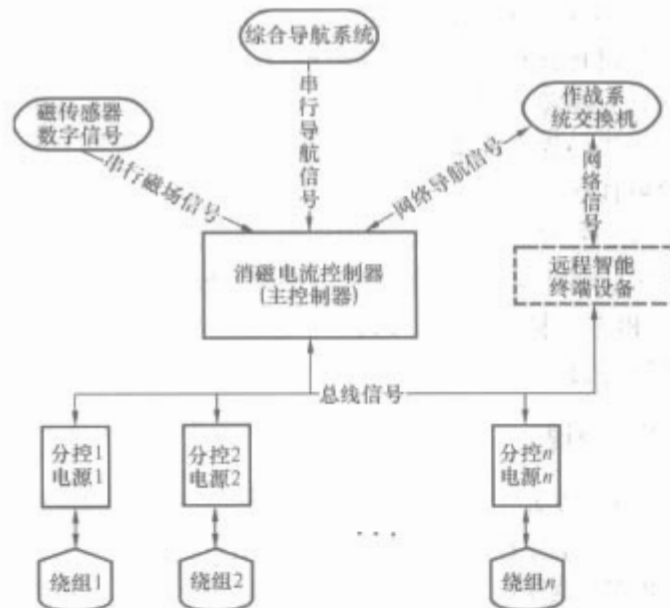 综合导航系统
磁传感器
数字信号
作战系
统交换机
串行导航信号
串行磁场信号
网络导航信号
网络信号
消磁电流控制器
(主控制器)
远程智能
终端设备
总线信号
分控1
电源1
分控2
电源2
分控n
电源n
...
绕组1
绕组2
绕组n